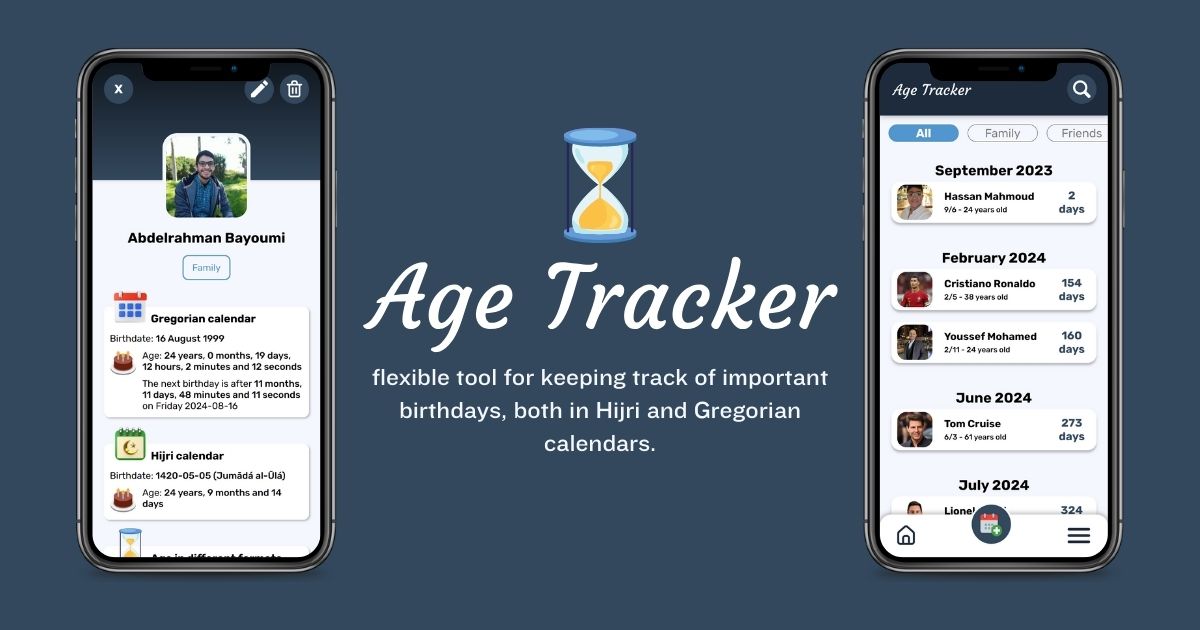 X
Abdelrahman Bayoumi
Family
Gregorian calendar
Birthdate: 16 August 1999
Age: 24 years, 0 months, 19 days,
12 hours, 2 minutes and 12 seconds
The next birthday is after 11 months,
11 days, 48 minutes and 11 seconds
on Friday 2024-08-16
Hijri calendar
Birthdate: 1420-05-05 (Jumādá al-Ūlá)
Age: 24 years, 9 months and 14
days
Age in different formats
Age Tracker
flexible tool for keeping track of important
birthdays, both in Hijri and Gregorian
calendars.
Age Tracker
All
Family
Friends
September 2023
Hassan Mahmoud
9/6 - 24 years old
2
days
February 2024
Cristiano Ronaldo
2/5 - 38 years old
154
days
Youssef Mohamed
2/11 - 24 years old
160
days
June 2024
Tom Cruise
6/3 - 61 years old
273
days
July 2024
Lionel
324